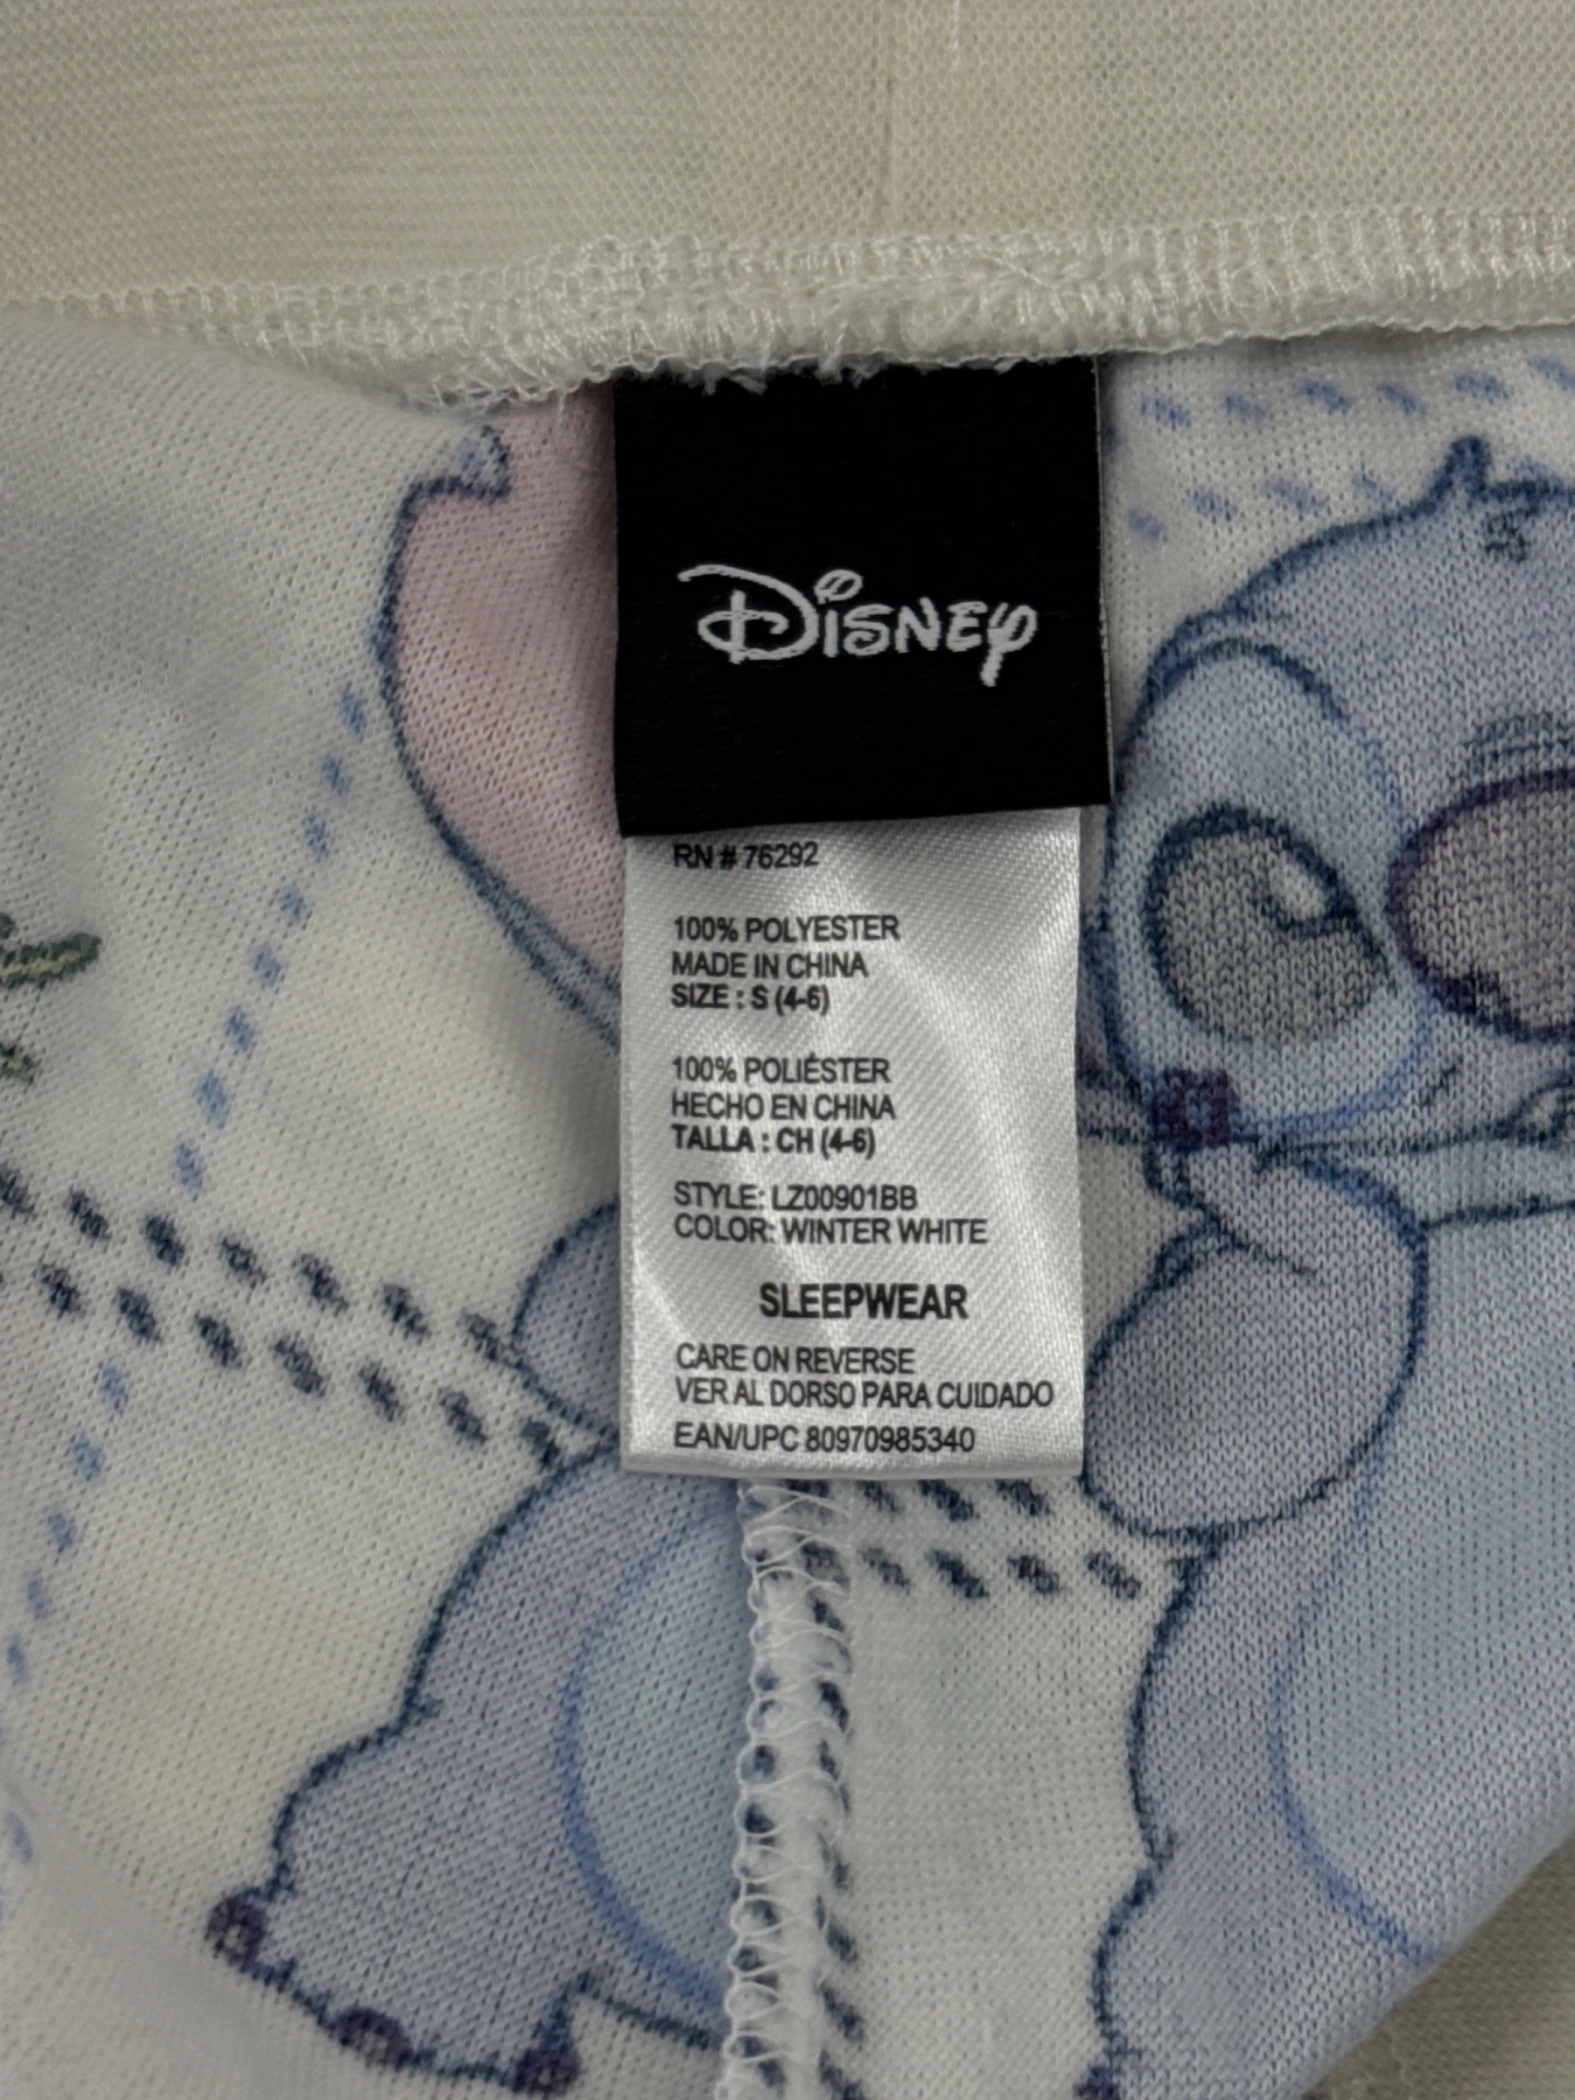 Disney
RN # 76292
100% POLYESTER
MADE IN CHINA
SIZE : S (4-6)
100% POLIÉSTER
HECHO EN CHINA
TALLA : CH (4-6)
STYLE: LZ00901BB
COLOR: WINTER WHITE
SLEEPWEAR
CARE ON REVERSE
VER AL DORSO PARA CUIDADO
EAN/UPC 80970985340